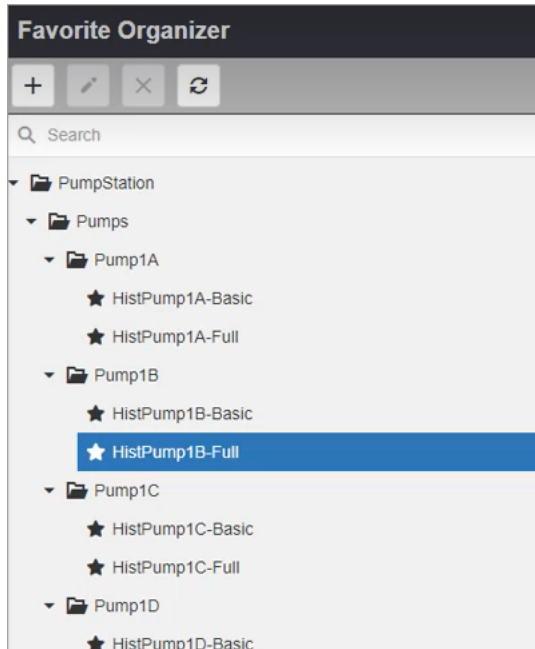 Favorite Organizer
Search
PumpStation
Pumps
Pump1A
HistPump1A-Basic
HistPump1A-Full
Pump1B
HistPump1B-Basic
HistPump1B-Full
Pump1C
HistPump1C-Basic
HistPump1C-Full
Pump1D
HistPump1D-Basic